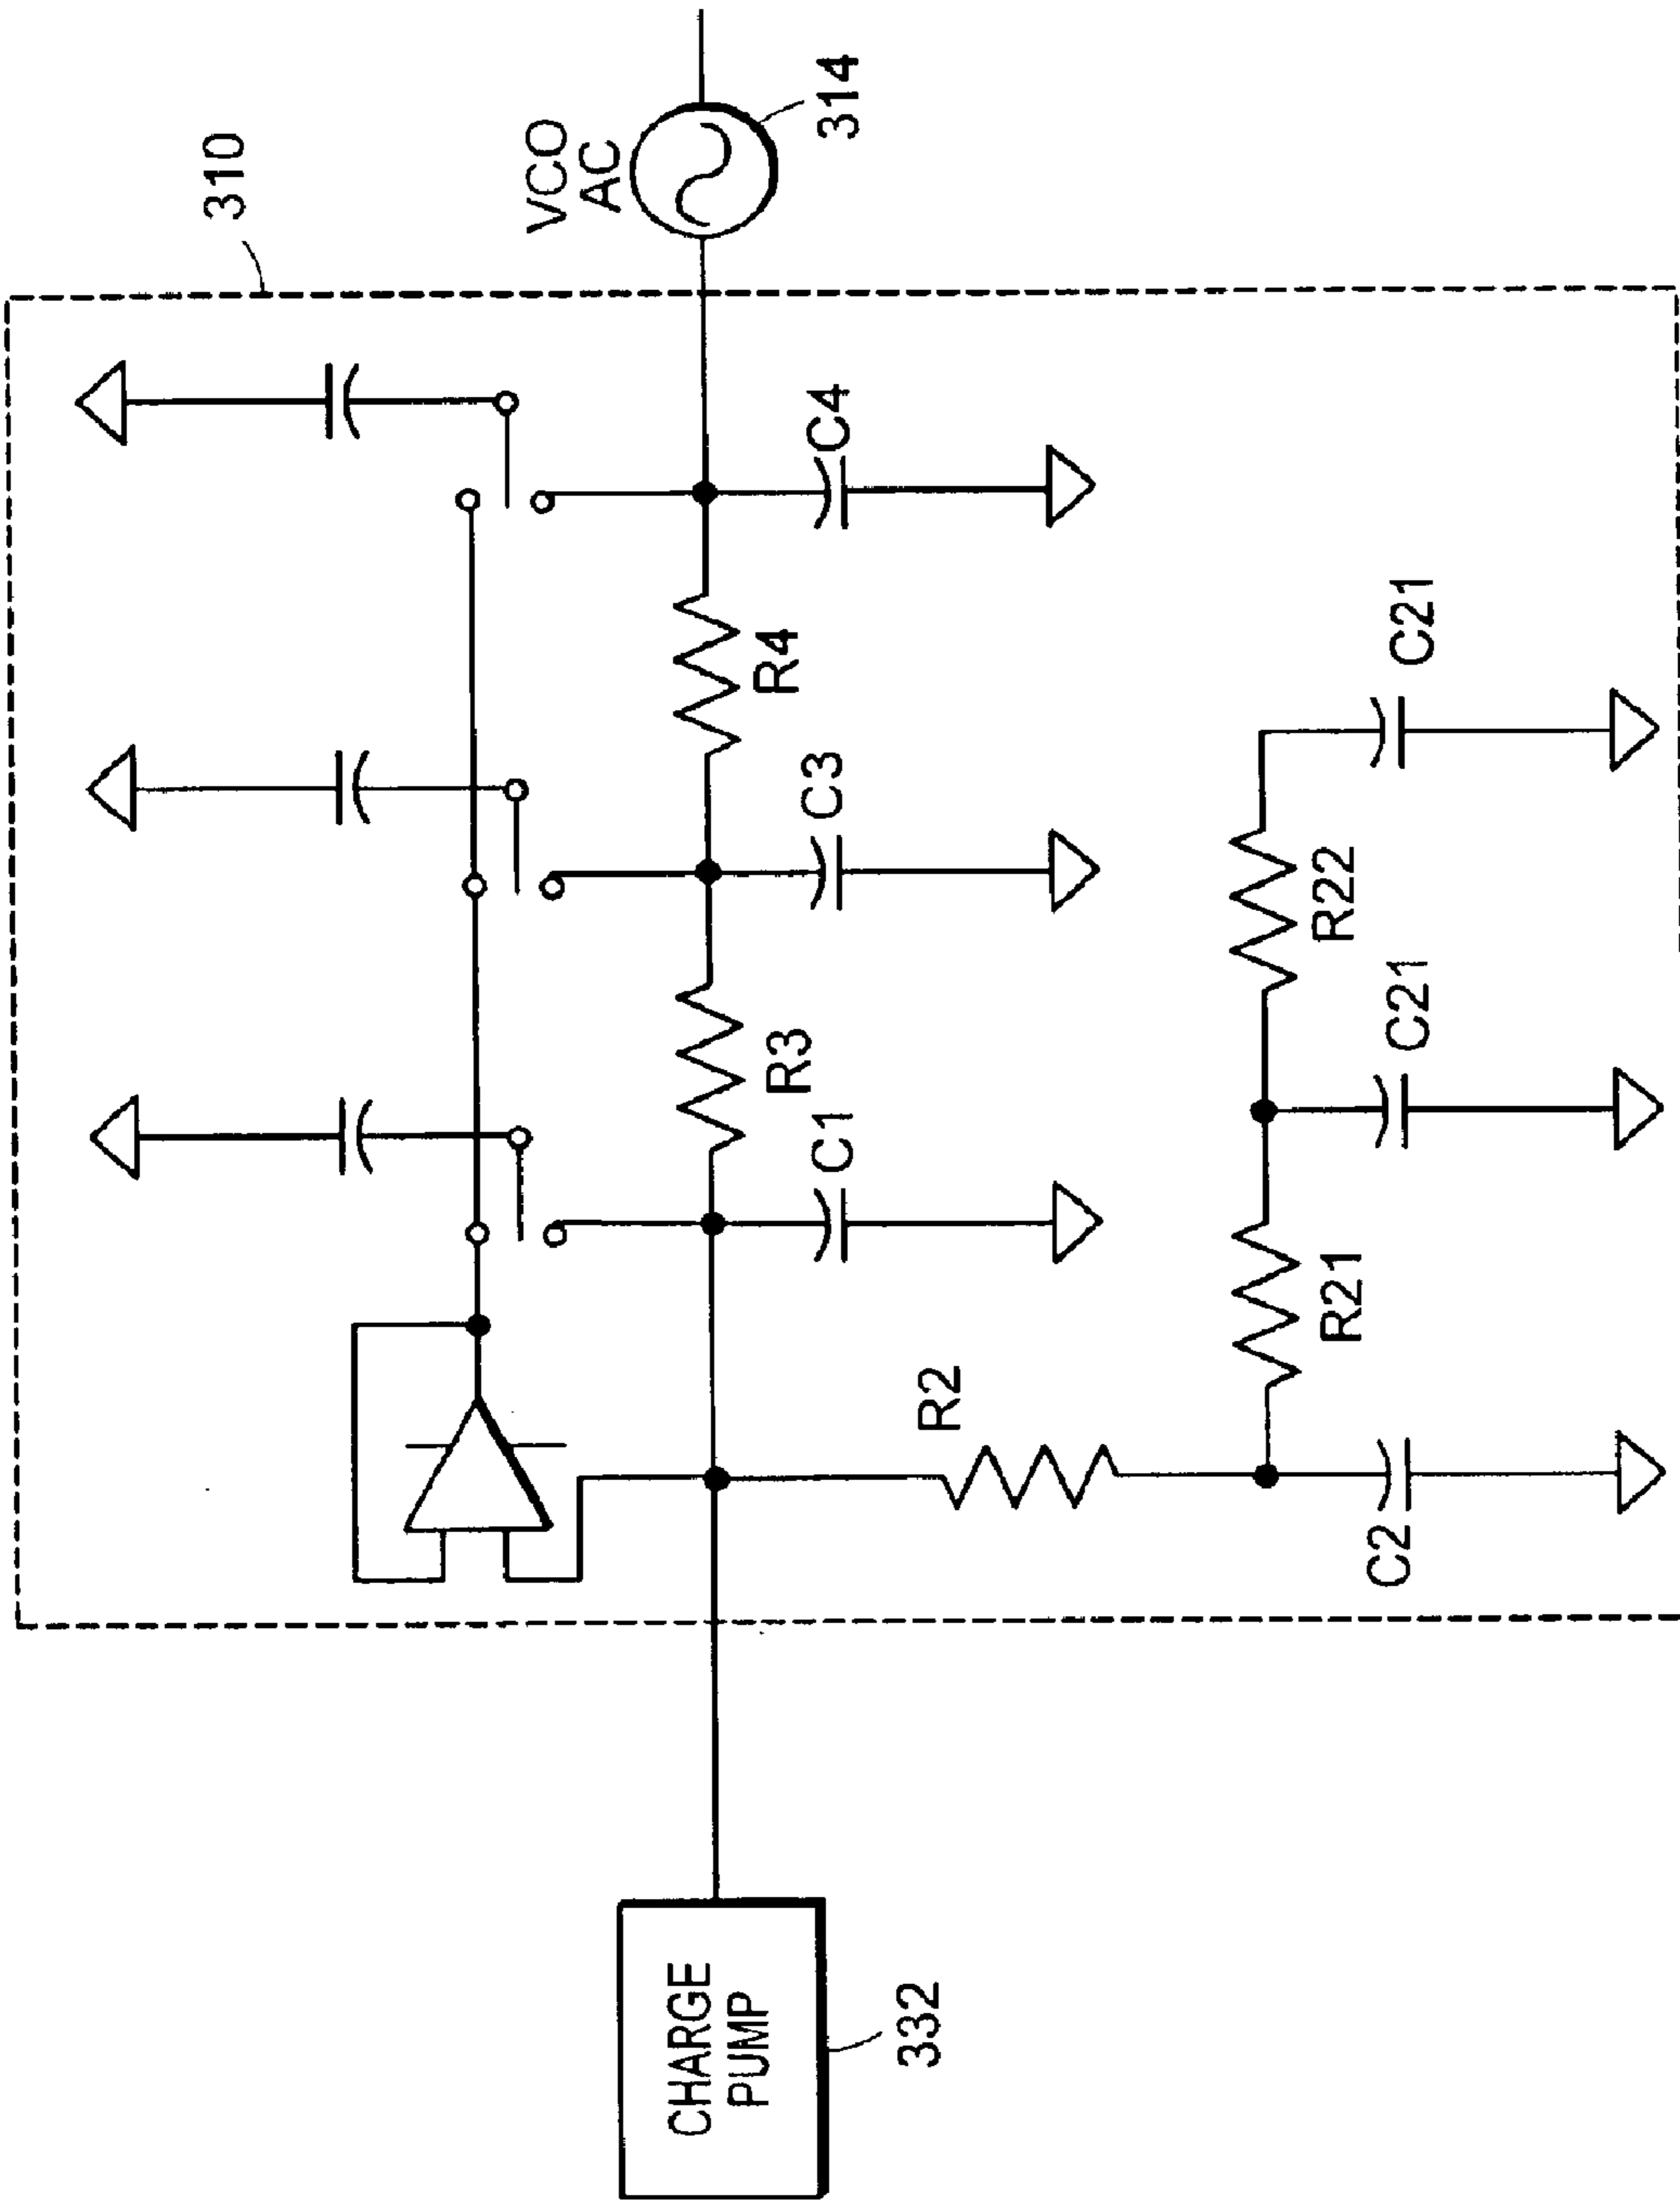 310
VCO
AC
314
C4
R4
C3
R3
C1
R2
R22
C21
C21
R21
C2
CHARGE
PUMP
332